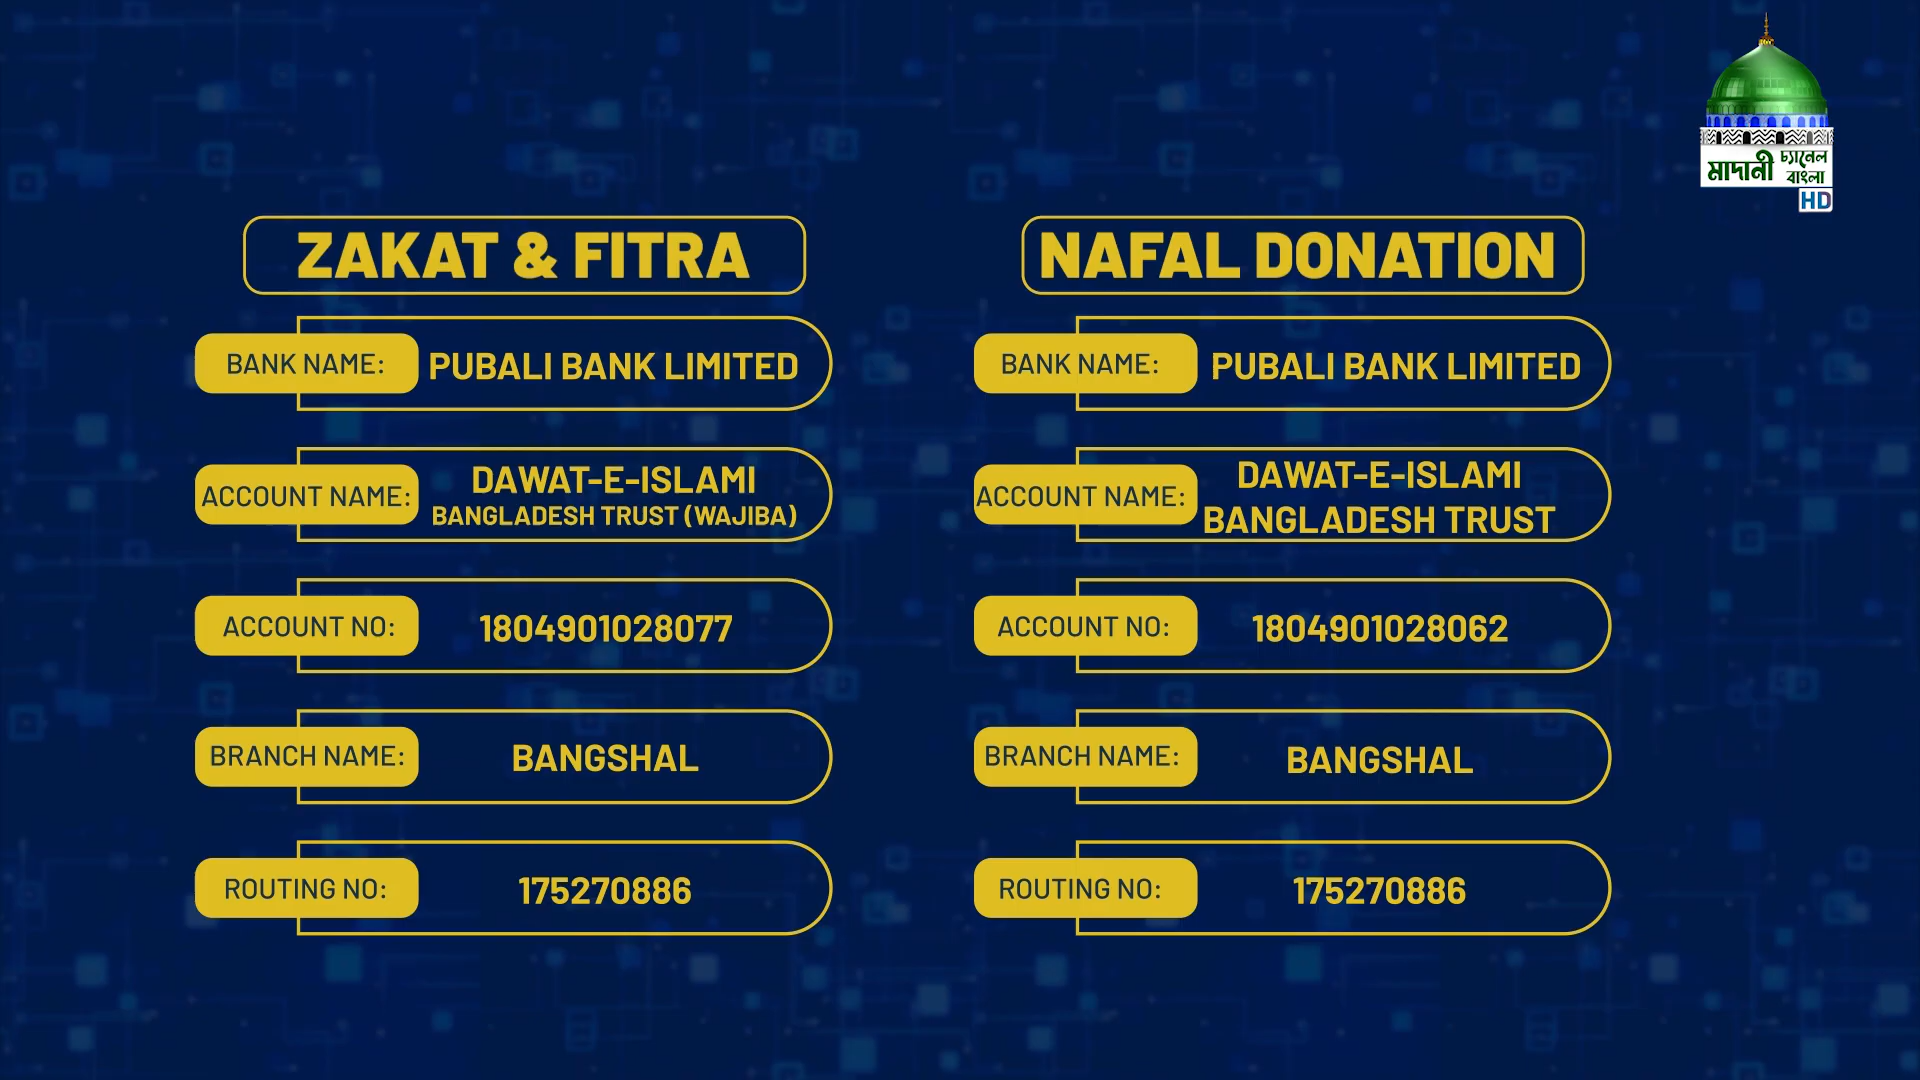 মাদানী চ্যানেল বাংলা
HD
ZAKAT & FITRA
BANK NAME: PUBALI BANK LIMITED
ACCOUNT NAME: DAWAT-E-ISLAMI
BANGLADESH TRUST (WAJIBA)
ACCOUNT NO: 1804901028077
BRANCH NAME: BANGSHAL
ROUTING NO: 175270886
NAFAL DONATION
BANK NAME: PUBALI BANK LIMITED
ACCOUNT NAME: DAWAT-E-ISLAMI
BANGLADESH TRUST
ACCOUNT NO: 1804901028062
BRANCH NAME: BANGSHAL
ROUTING NO: 175270886